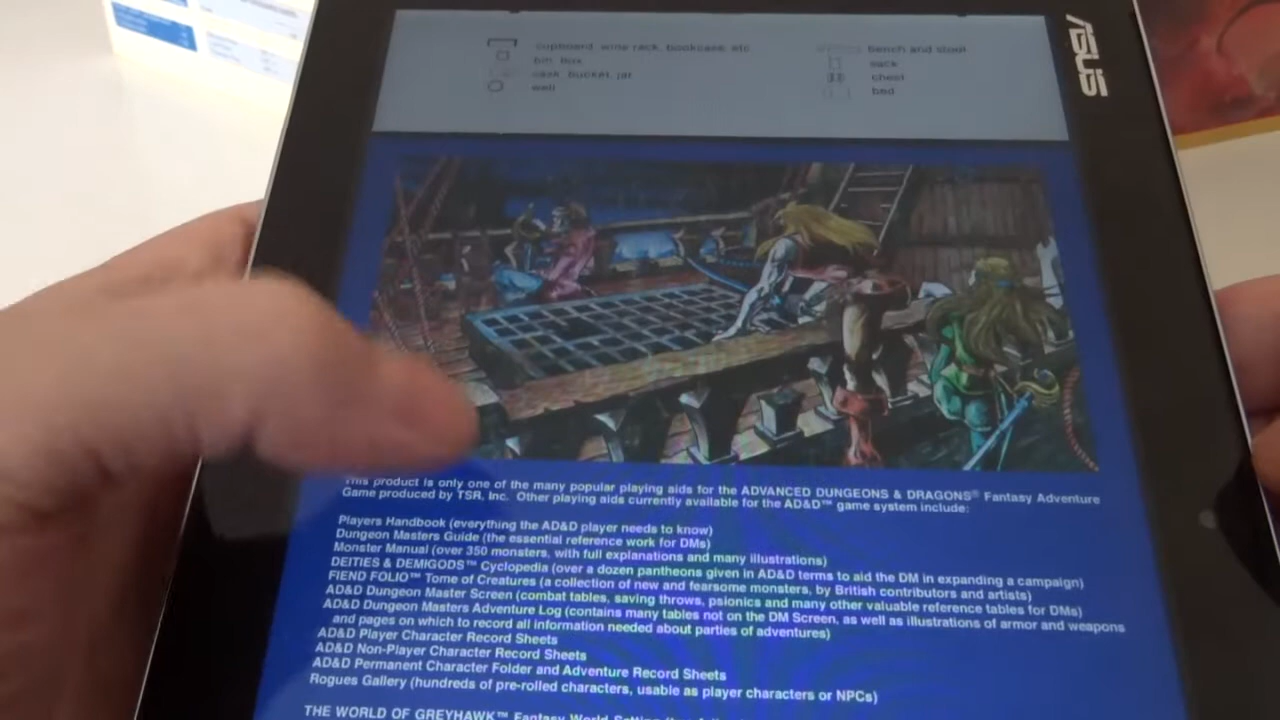 ASUS
cupboard, wine rack, bookcase, etc
bin, box
cask, bucket, jar
well
bench and stool
sack
chest
bed
This product is only one of the many popular playing aids for the ADVANCED DUNGEONS & DRAGONS® Fantasy Adventure
Game produced by TSR, Inc. Other playing aids currently available for the AD&D™ game system include:
Players Handbook (everything the AD&D player needs to know)
Dungeon Masters Guide (the essential reference work for DMs)
Monster Manual (over 350 monsters, with full explanations and many illustrations)
DEITIES & DEMIGODS™ Cyclopedia (over a dozen pantheons given in AD&D terms to aid the DM in expanding a campaign)
FIEND FOLIO™ Tome of Creatures (a collection of new and fearsome monsters, by British contributors and artists)
AD&D Dungeon Master Screen (combat tables, saving throws, psionics and many other valuable reference tables for DMs)
AD&D Dungeon Masters Adventure Log (contains many tables not on the DM Screen, as well as illustrations of armor and weapons
and pages on which to record all information needed about parties of adventures)
AD&D Player Character Record Sheets
AD&D Non-Player Character Record Sheets
AD&D Permanent Character Folder and Adventure Record Sheets
Rogues Gallery (hundreds of pre-rolled characters, usable as player characters or NPCs)
THE WORLD OF GREYHAWK™ Fantasy World Setting